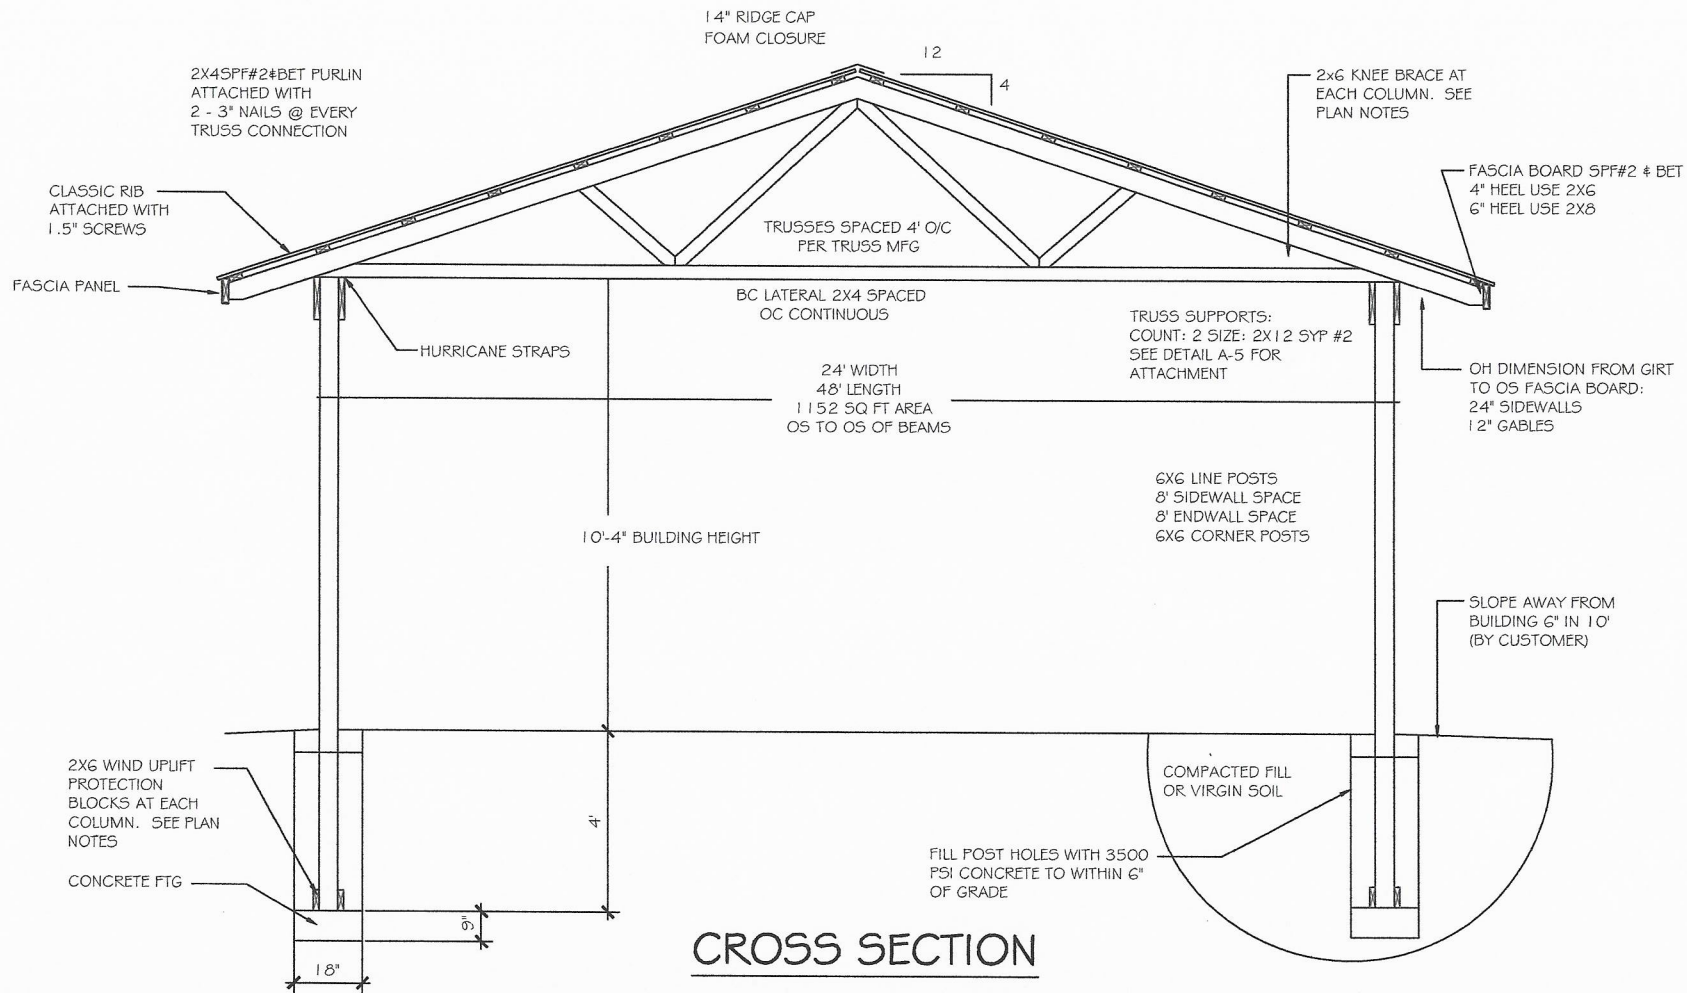 14" RIDGE CAP
FOAM CLOSURE
12
4
2X4SPF#2&BET PURLIN
ATTACHED WITH
2 - 3" NAILS @ EVERY
TRUSS CONNECTION
2x6 KNEE BRACE AT
EACH COLUMN. SEE
PLAN NOTES
CLASSIC RIB
ATTACHED WITH
1.5" SCREWS
FASCIA BOARD SPF#2 & BET
4" HEEL USE 2X6
6" HEEL USE 2X8
TRUSSES SPACED 4' O/C
PER TRUSS MFG
FASCIA PANEL
BC LATERAL 2X4 SPACED
OC CONTINUOUS
TRUSS SUPPORTS:
COUNT: 2 SIZE: 2X12 SYP #2
SEE DETAIL A-5 FOR
ATTACHMENT
HURRICANE STRAPS
24' WIDTH
48' LENGTH
1152 SQ FT AREA
OS TO OS OF BEAMS
OH DIMENSION FROM GIRT
TO OS FASCIA BOARD:
24" SIDEWALLS
12" GABLES
6X6 LINE POSTS
8' SIDEWALL SPACE
8' ENDWALL SPACE
6X6 CORNER POSTS
10'-4" BUILDING HEIGHT
SLOPE AWAY FROM
BUILDING 6" IN 10'
(BY CUSTOMER)
2X6 WIND UPLIFT
PROTECTION
BLOCKS AT EACH
COLUMN. SEE PLAN
NOTES
COMPACTED FILL
OR VIRGIN SOIL
4'
FILL POST HOLES WITH 3500
PSI CONCRETE TO WITHIN 6"
OF GRADE
CONCRETE FTG
9"
18"
CROSS SECTION